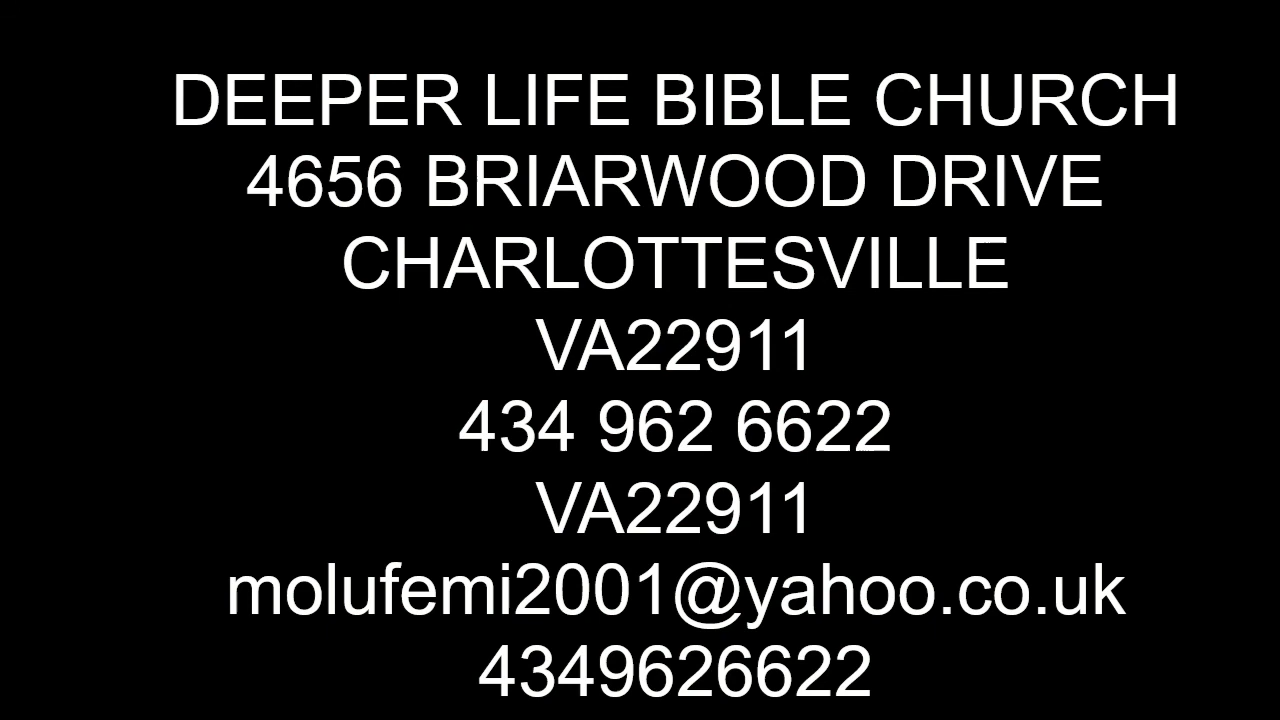 DEEPER LIFE BIBLE CHURCH
4656 BRIARWOOD DRIVE
CHARLOTTESVILLE
VA22911
434 962 6622
VA22911
molufemi2001@yahoo.co.uk
4349626622